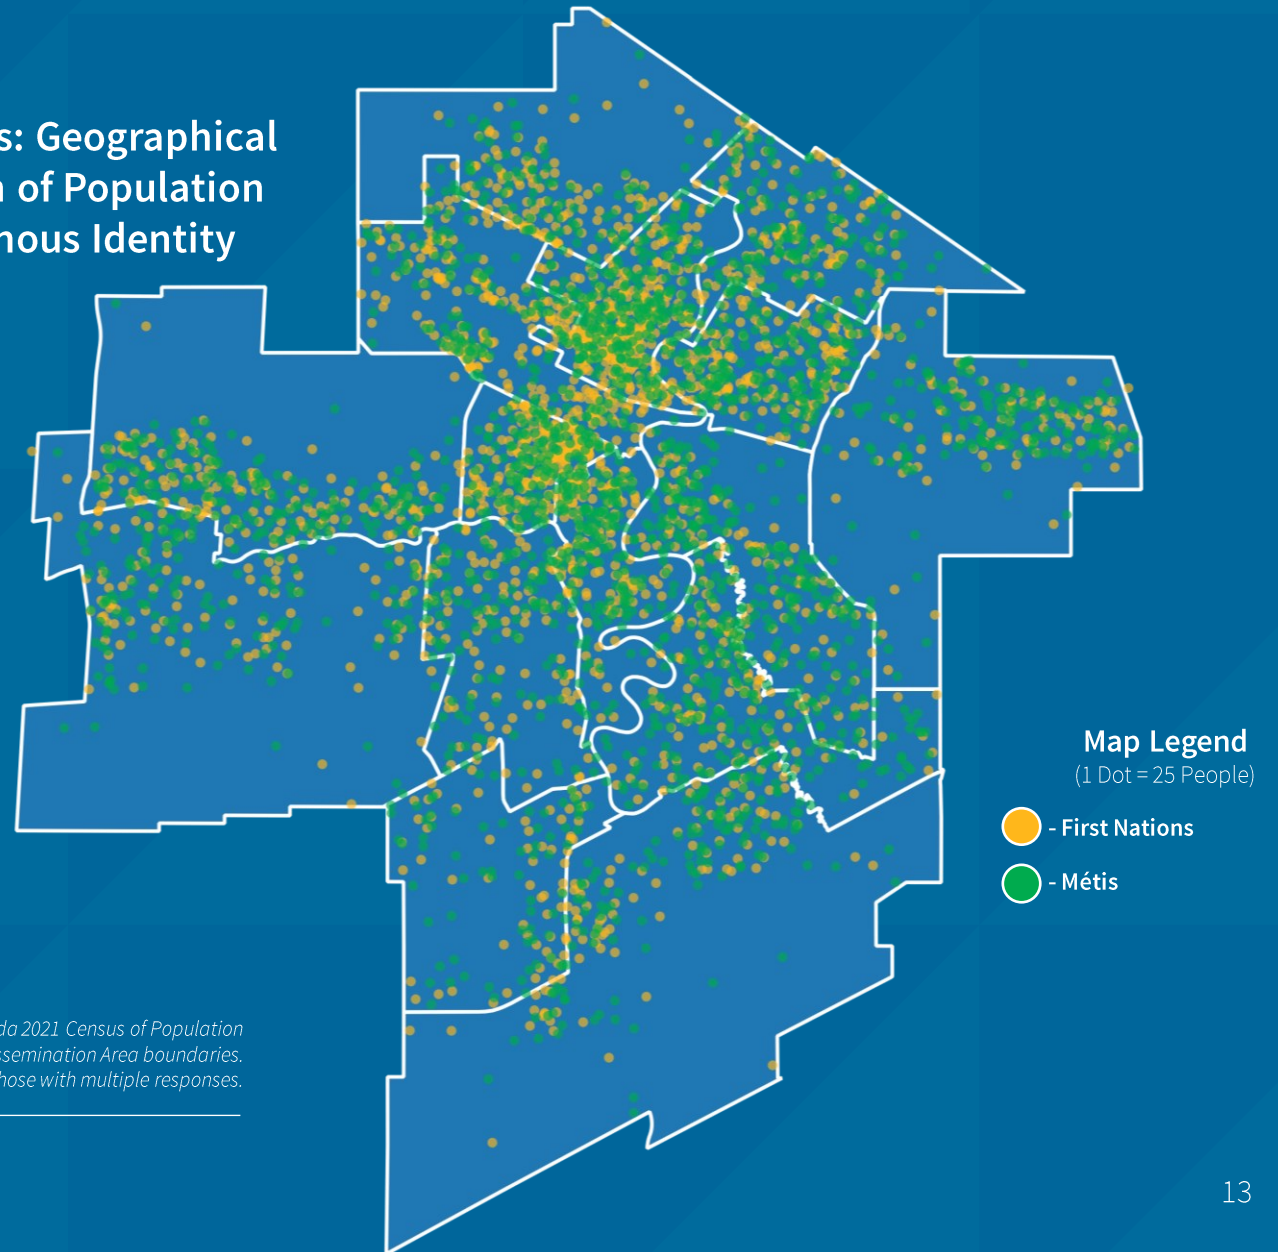 s: Geographical
of Population
nous Identity
Map Legend
(1 Dot = 25 People)
- First Nations
- Métis
da 2021 Census of Population
ssemination Area boundaries.
hose with multiple responses.
13